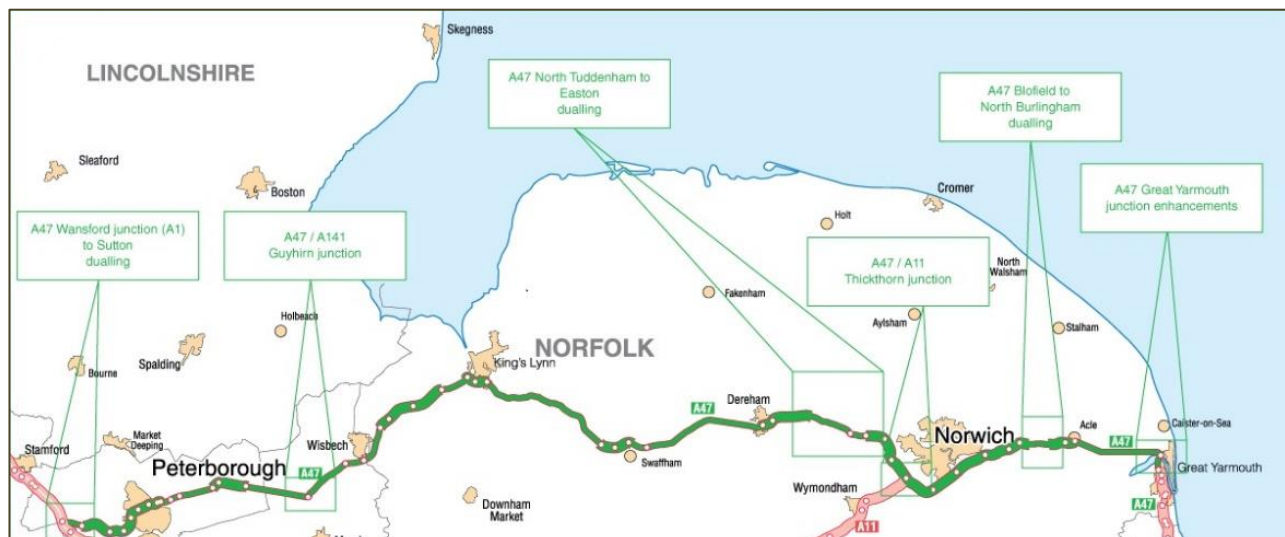 Skegness
LINCOLNSHIRE
A47 North Tuddenham to
Easton
dualling
A47 Blofield to
North Burlingham
dualling
Sleaford
Boston
A47 Great Yarmouth
junction enhancements
Cromer
Holt
A47 Wansford junction (A1)
to Sutton
dualling
A47 / A141
Guyhirn junction
A47 / A11
Thickthorn junction
North
Walsham
Fakenham
Aylsham
Stalham
Holbeach
Spalding
Bourne
NORFOLK
King's Lynn
Dereham
A47
Market
Deeping
Stamford
Wisbech
Peterborough
A47
Swaffham
Norwich
Acle
Caister-on-Sea
A47
Great Yarmouth
Wymondham
Downham
Market
A47
A11